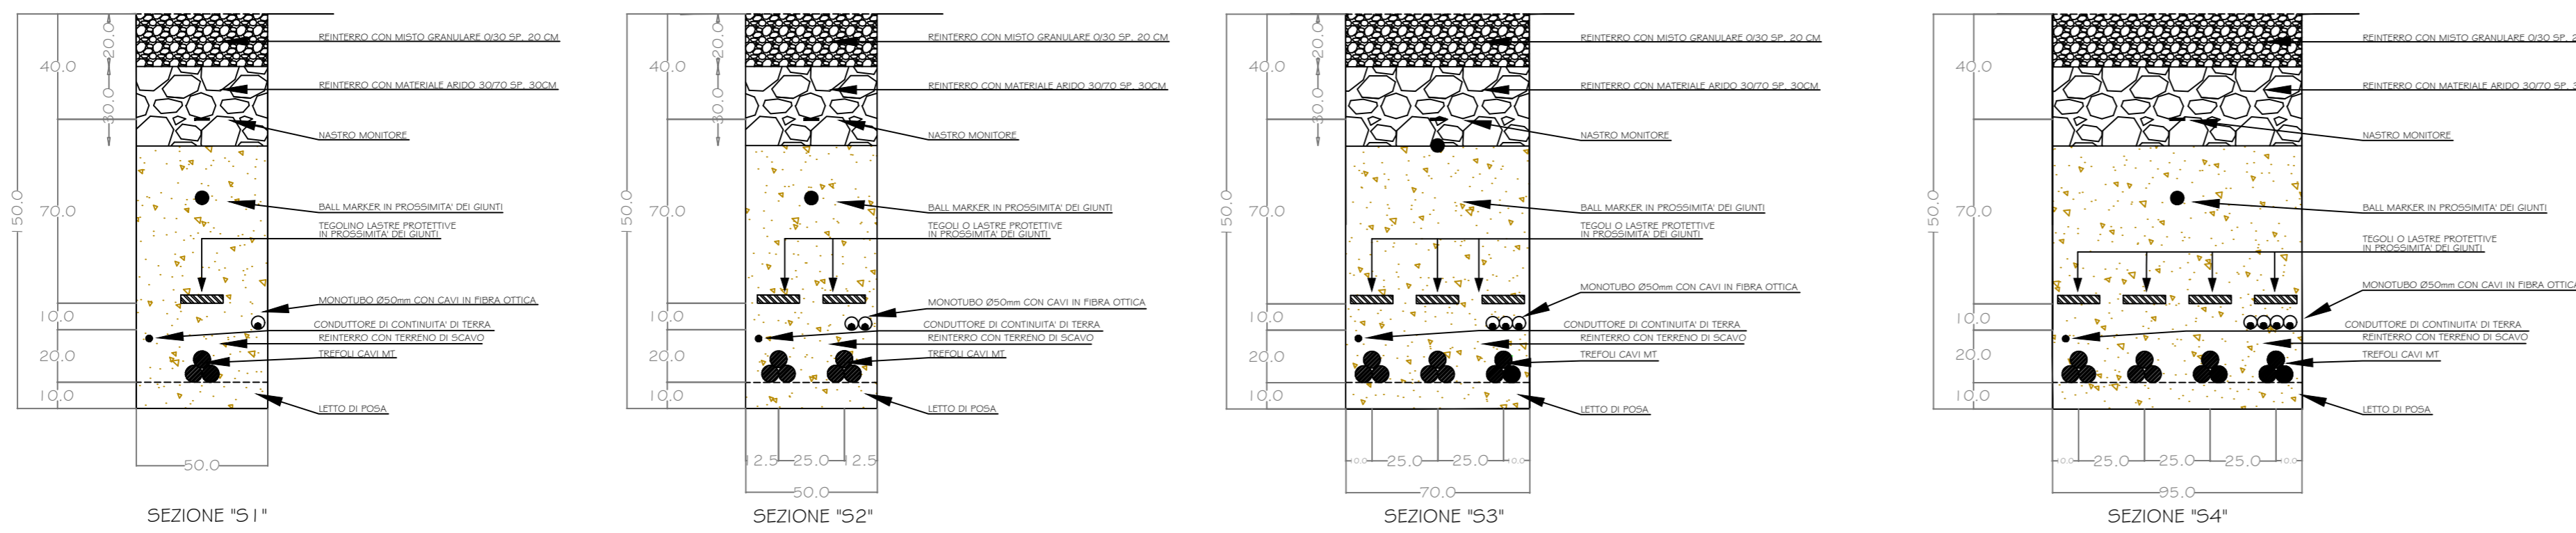 20.0
40.0
30.0
150.0
70.0
10.0
20.0
10.0
REINTERRO CON MISTO GRANULARE 0/30 SP. 20 CM
REINTERRO CON MATERIALE ARIDO 30/70 SP. 30CM
NASTRO MONITORE
BALL MARKER IN PROSSIMITA' DEI GIUNTI
TEGOLINO LASTRE PROTETTIVE
IN PROSSIMITA' DEI GIUNTI
MONOTUBO Ø50mm CON CAVI IN FIBRA OTTICA
CONDUTTORE DI CONTINUITA' DI TERRA
REINTERRO CON TERRENO DI SCAVO
TREFOLI CAVI MT
LETTO DI POSA
50.0
SEZIONE "S1"
20.0
40.0
30.0
150.0
70.0
10.0
20.0
10.0
REINTERRO CON MISTO GRANULARE 0/30 SP. 20 CM
REINTERRO CON MATERIALE ARIDO 30/70 SP. 30CM
NASTRO MONITORE
BALL MARKER IN PROSSIMITA' DEI GIUNTI
TEGOLI O LASTRE PROTETTIVE
IN PROSSIMITA' DEI GIUNTI
MONOTUBO Ø50mm CON CAVI IN FIBRA OTTICA
CONDUTTORE DI CONTINUITA' DI TERRA
REINTERRO CON TERRENO DI SCAVO
TREFOLI CAVI MT
LETTO DI POSA
12.5 25.0 12.5
50.0
SEZIONE "S2"
20.0
40.0
30.0
150.0
70.0
10.0
20.0
10.0
REINTERRO CON MISTO GRANULARE 0/30 SP. 20 CM
REINTERRO CON MATERIALE ARIDO 30/70 SP. 30CM
NASTRO MONITORE
BALL MARKER IN PROSSIMITA' DEI GIUNTI
TEGOLI O LASTRE PROTETTIVE
IN PROSSIMITA' DEI GIUNTI
MONOTUBO Ø50mm CON CAVI IN FIBRA OTTICA
CONDUTTORE DI CONTINUITA' DI TERRA
REINTERRO CON TERRENO DI SCAVO
TREFOLI CAVI MT
LETTO DI POSA
10.0 25.0 25.0 10.0
70.0
SEZIONE "S3"
40.0
150.0
70.0
10.0
20.0
10.0
REINTERRO CON MISTO GRANULARE 0/30 SP. 2
REINTERRO CON MATERIALE ARIDO 30/70 SP. 3
NASTRO MONITORE
BALL MARKER IN PROSSIMITA' DEI GIUNTI
TEGOLI O LASTRE PROTETTIVE
IN PROSSIMITA' DEI GIUNTI
MONOTUBO Ø50mm CON CAVI IN FIBRA OTTICA
CONDUTTORE DI CONTINUITA' DI TERRA
REINTERRO CON TERRENO DI SCAVO
TREFOLI CAVI MT
LETTO DI POSA
10.0 25.0 25.0 25.0 10.0
95.0
SEZIONE "S4"